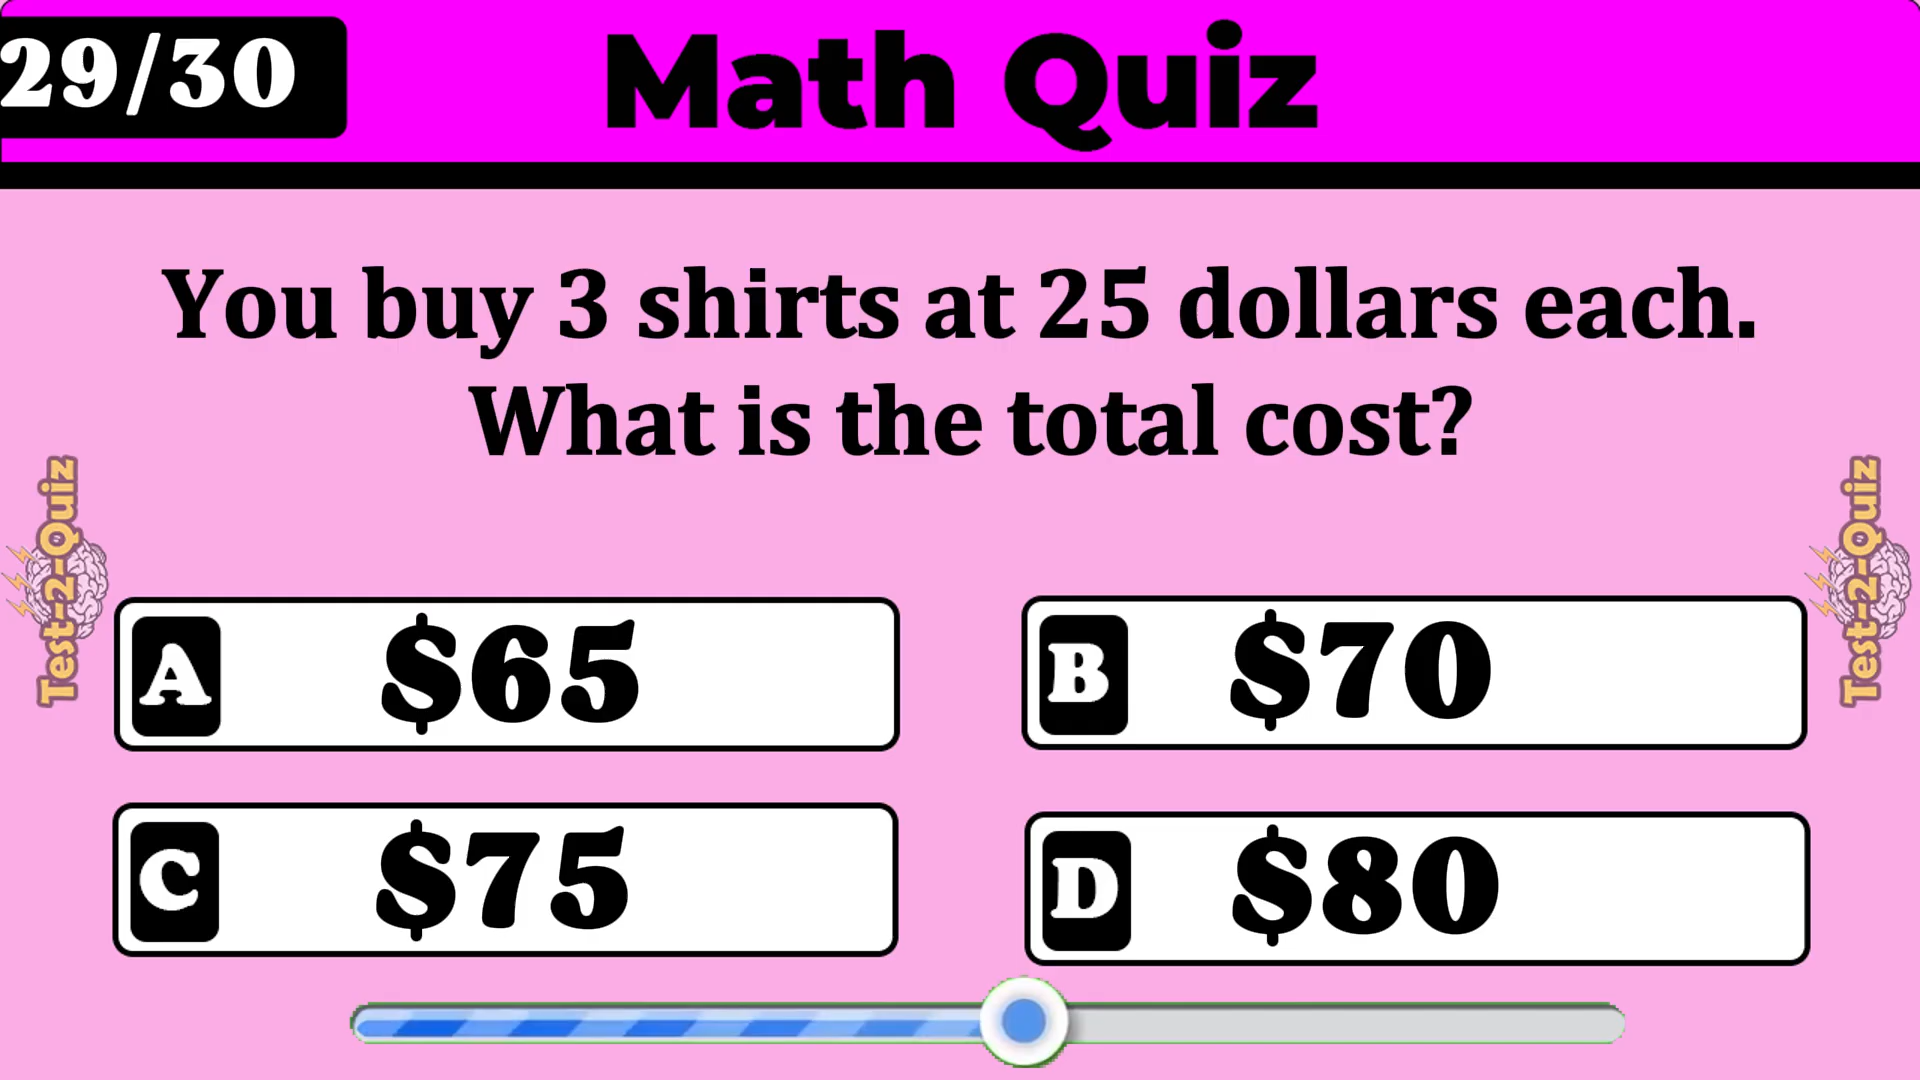 29/30
Math Quiz
You buy 3 shirts at 25 dollars each.
What is the total cost?
Test-2-Quiz
Test-2-Quiz
A $65
B $70
C $75
D $80